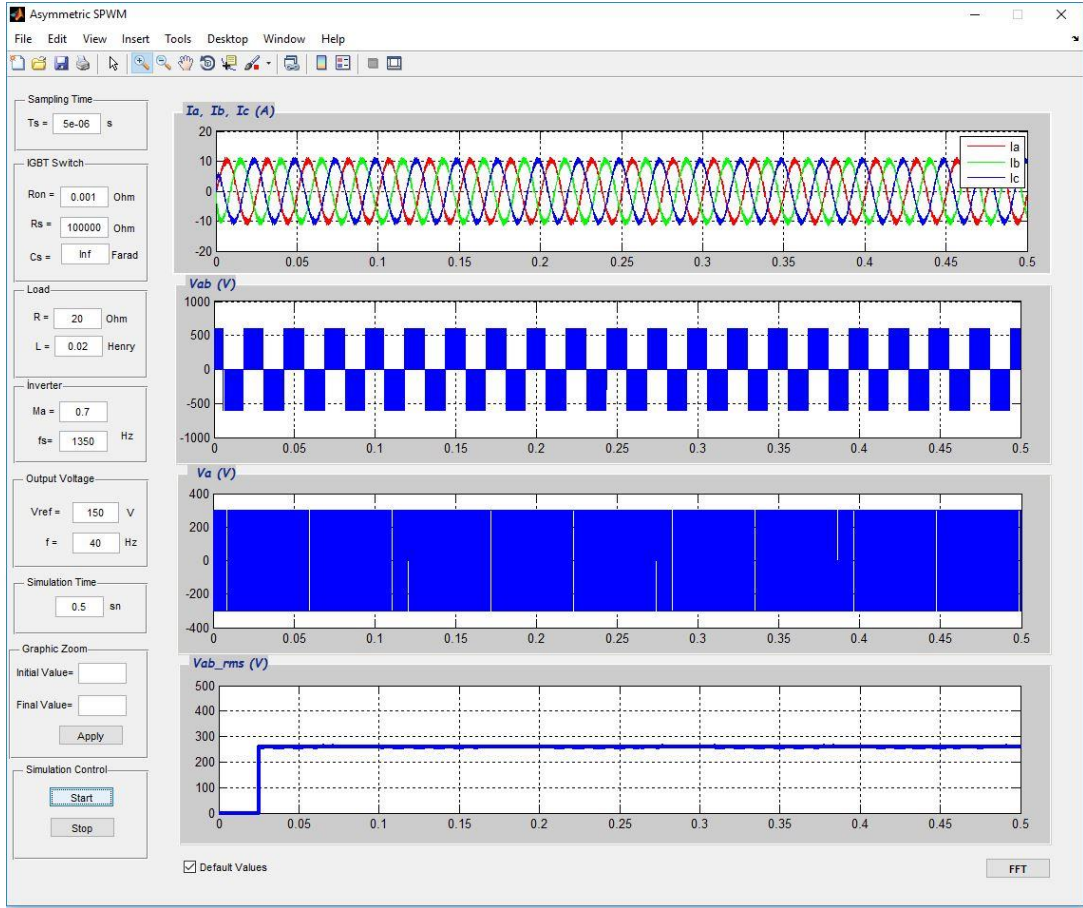 Asymmetric SPWM
File Edit View Insert Tools Desktop Window Help
Sampling Time
Ts = 5e-06 s
IGBT Switch
Ron = 0.001 Ohm
Rs = 100000 Ohm
Cs = Inf Farad
Load
R = 20 Ohm
L = 0.02 Henry
Inverter
Ma = 0.7
fs= 1350 Hz
Output Voltage
Vref = 150 V
f = 40 Hz
Simulation Time
0.5 sn
Graphic Zoom
Initial Value=
Final Value=
Apply
Simulation Control
Start
Stop
Ia, Ib, Ic (A)
20
10
0
-10
-20
0 0.05 0.1 0.15 0.2 0.25 0.3 0.35 0.4 0.45 0.5
Ia
Ib
Ic
Vab (V)
1000
500
0
-500
-1000
0 0.05 0.1 0.15 0.2 0.25 0.3 0.35 0.4 0.45 0.5
Va (V)
400
200
0
-200
-400
0 0.05 0.1 0.15 0.2 0.25 0.3 0.35 0.4 0.45 0.5
Vab_rms (V)
500
400
300
200
100
0
0 0.05 0.1 0.15 0.2 0.25 0.3 0.35 0.4 0.45 0.5
Default Values
FFT